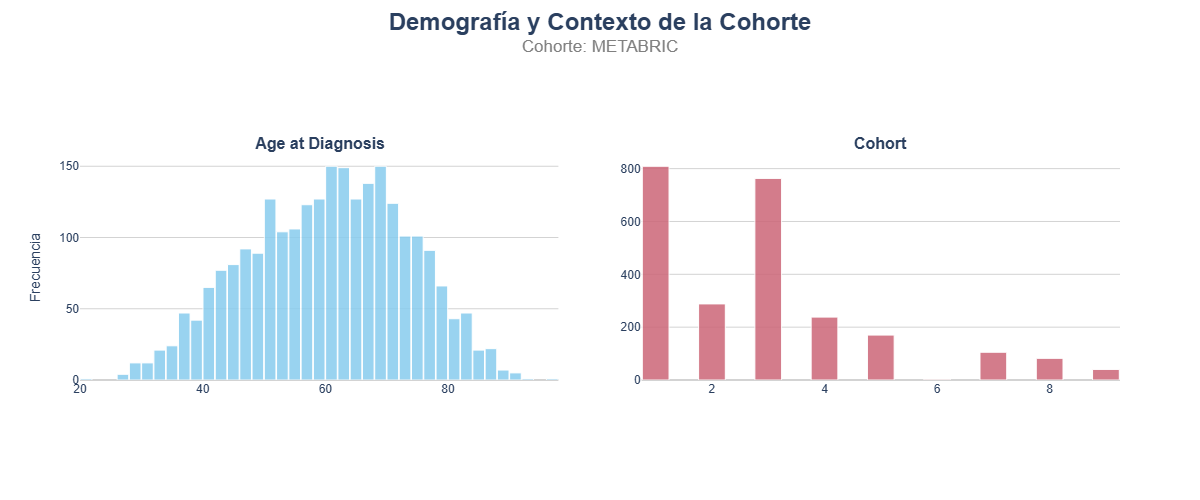 Demografía y Contexto de la Cohorte
Cohorte: METABRIC
Age at Diagnosis
Frecuencia
150
100
50
0
20 40 60 80
Cohort
800
600
400
200
0
2 4 6 8